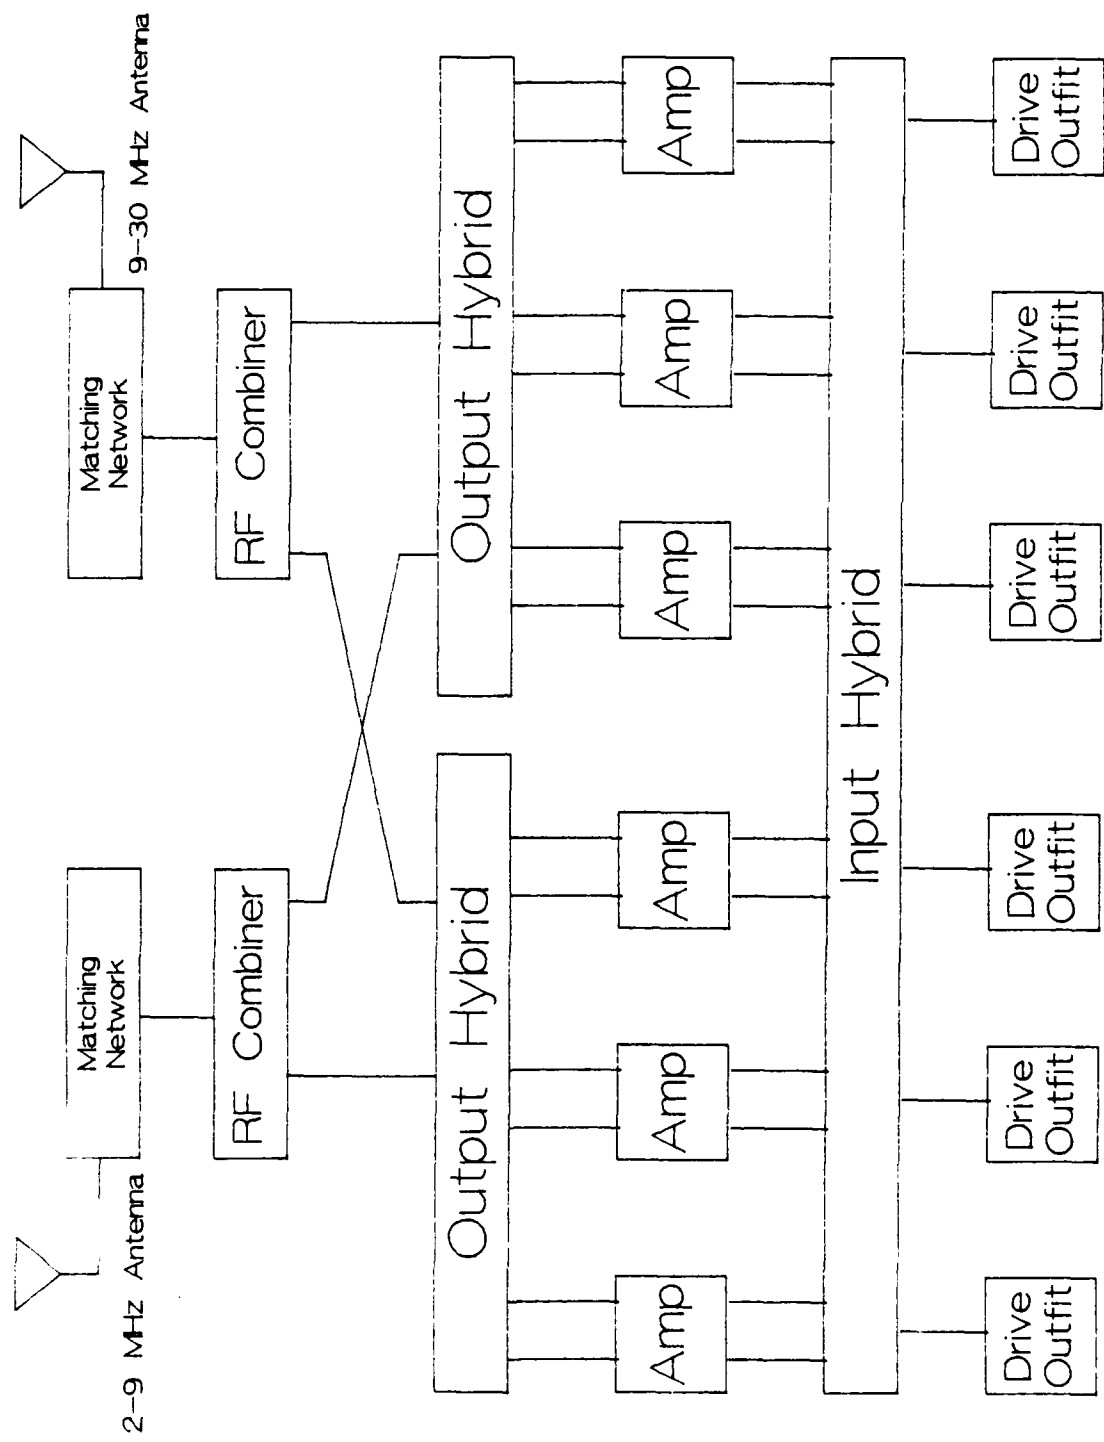 2-9 MHz Antenna
9-30 MHz Antenna
Matching
Network
Matching
Network
RF Combiner
RF Combiner
Output Hybrid
Output Hybrid
Amp
Amp
Amp
Amp
Amp
Amp
Input Hybrid
Drive
Outfit
Drive
Outfit
Drive
Outfit
Drive
Outfit
Drive
Outfit
Drive
Outfit